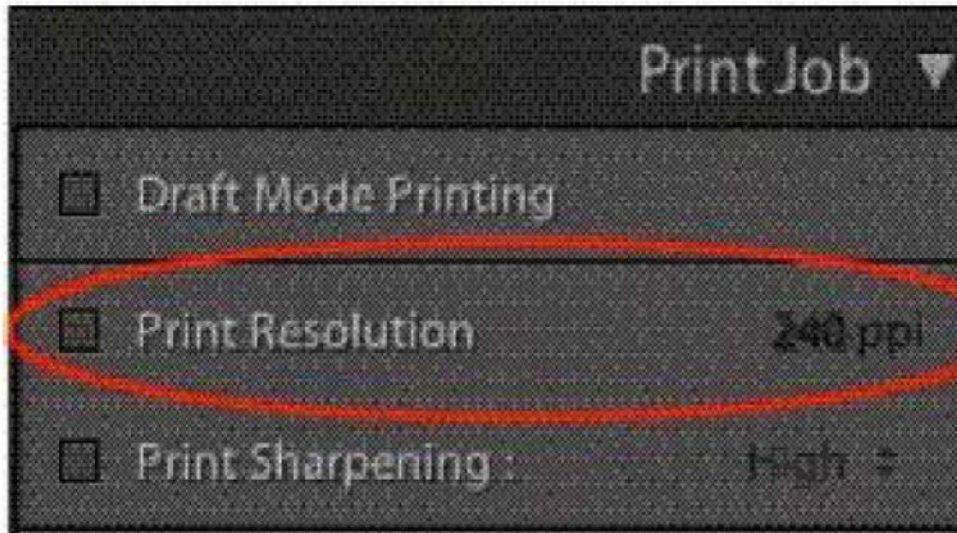 Print Job ▼
Draft Mode Printing
Print Resolution 240 ppi
Print Sharpening : High